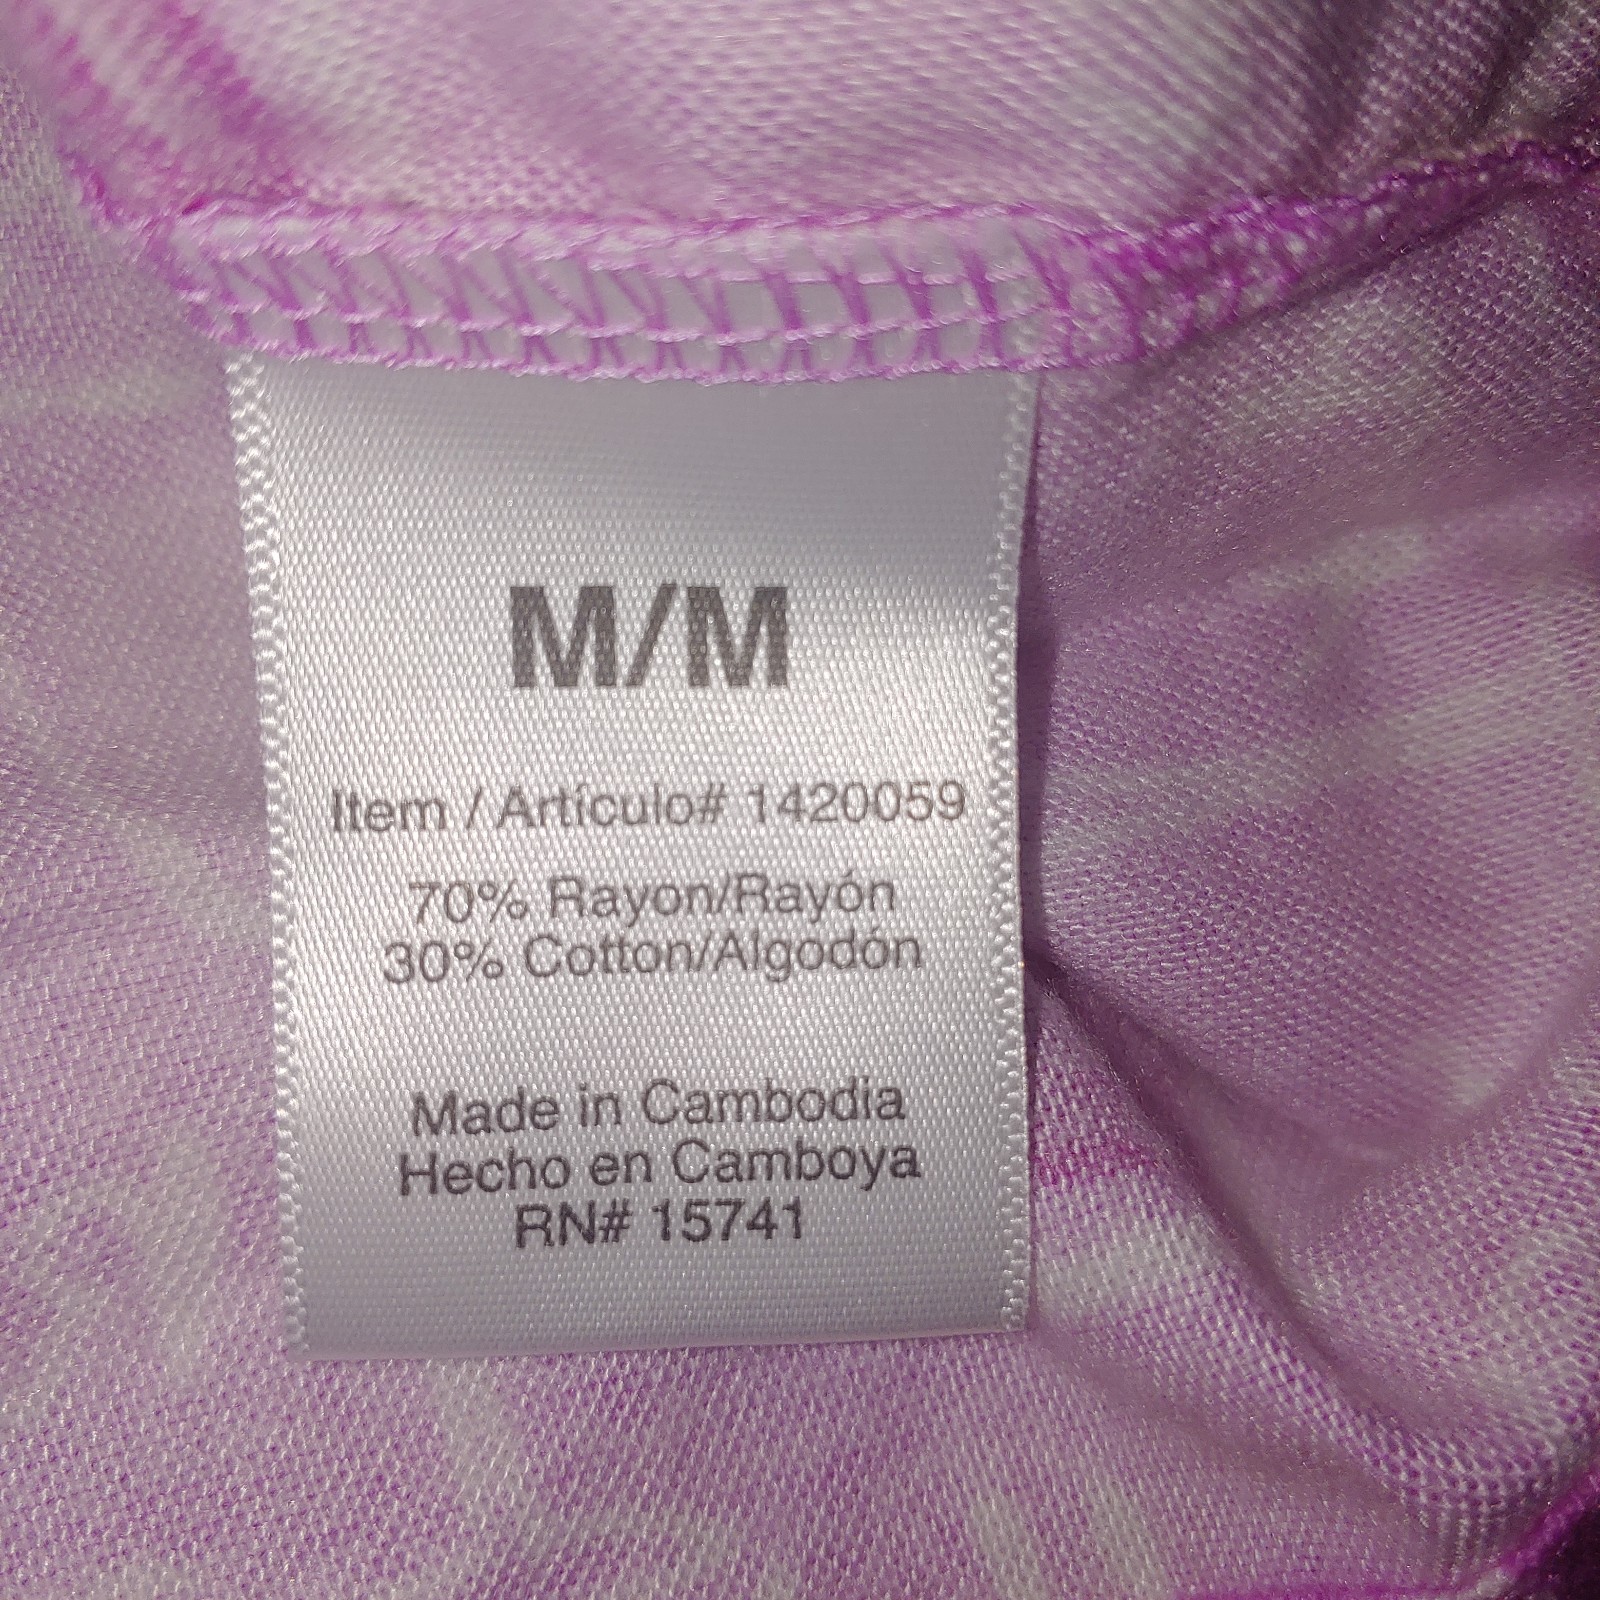 M/M
Item / Artículo# 1420059
70% Rayon/Rayón
30% Cotton/Algodón
Made in Cambodia
Hecho en Camboya
RN# 15741